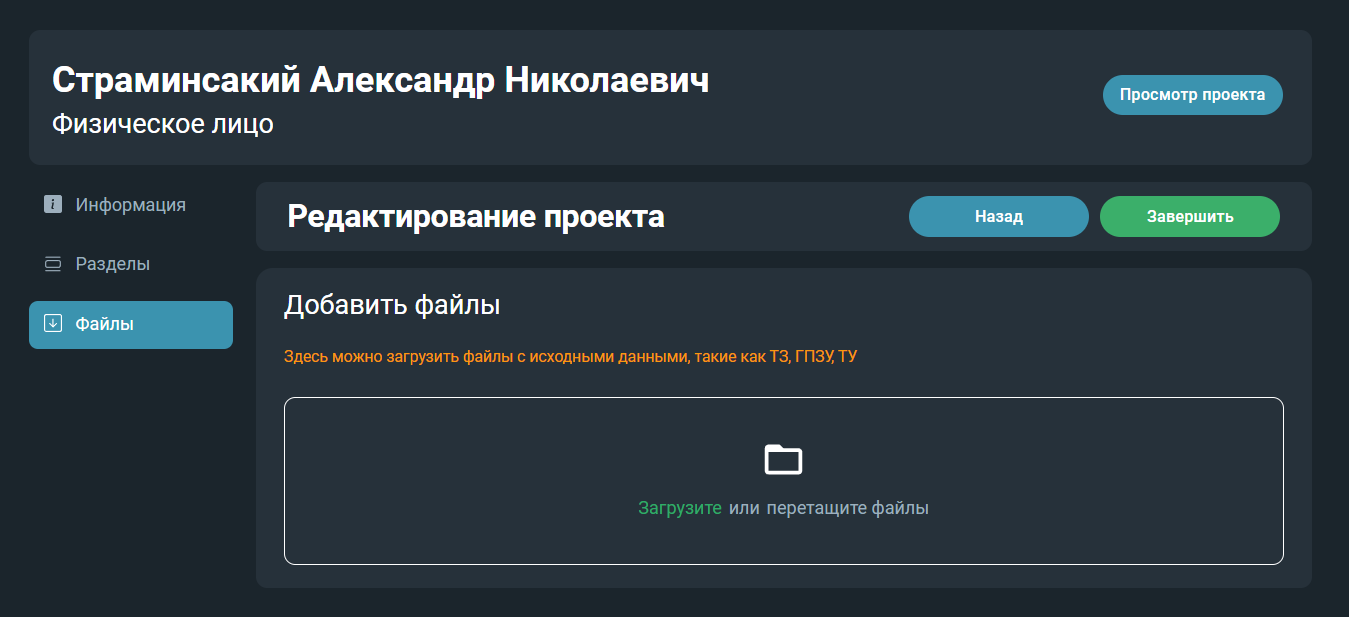 Страминсакий Александр Николаевич
Физическое лицо
Просмотр проекта
Информация
Разделы
Файлы
Редактирование проекта
Назад
Завершить
Добавить файлы
Здесь можно загрузить файлы с исходными данными, такие как ТЗ, ГПЗУ, ТУ
Загрузите или перетащите файлы